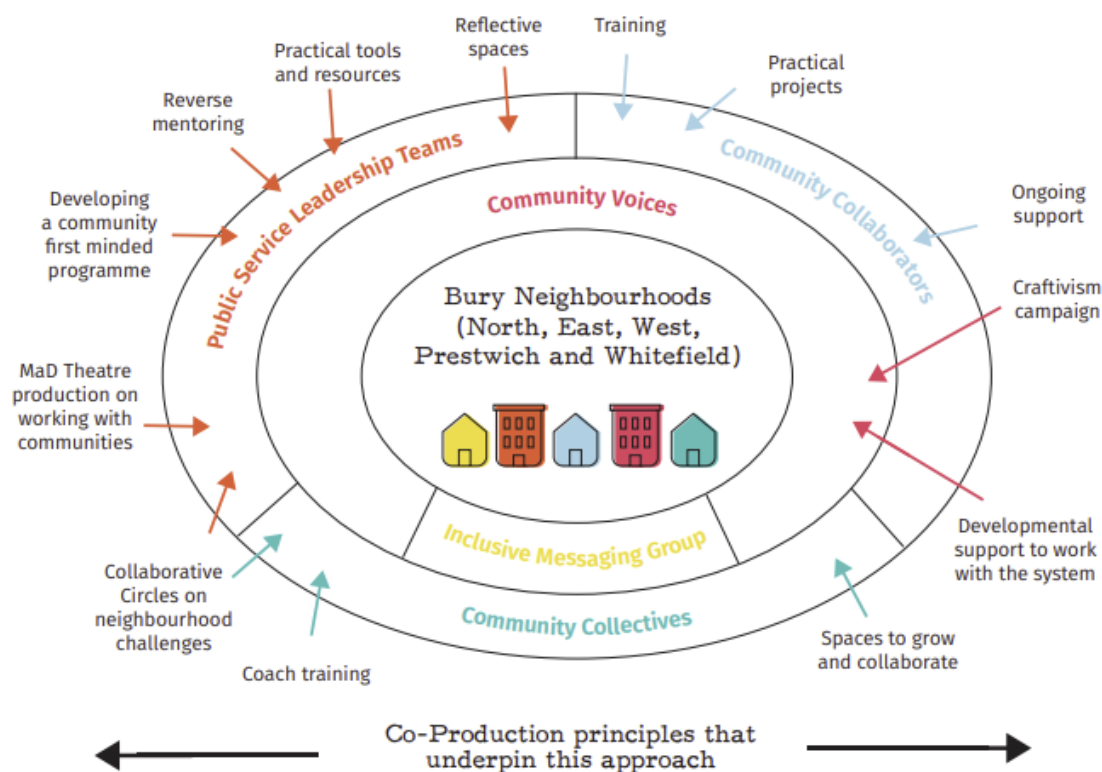 Reflective
spaces
Training
Practical tools
and resources
Practical
projects
Reverse
mentoring
Public Service Leadership Teams
Community Collaborators
Community Voices
Developing
a community
first minded
programme
Ongoing
support
Bury Neighbourhoods
(North, East, West,
Prestwich and Whitefield)
Craftivism
campaign
MaD Theatre
production on
working with
communities
Inclusive Messaging Group
Developmental
support to work
with the system
Collaborative
Circles on
neighbourhood
challenges
Community Collectives
Spaces to grow
and collaborate
Coach training
Co-Production principles that
underpin this approach